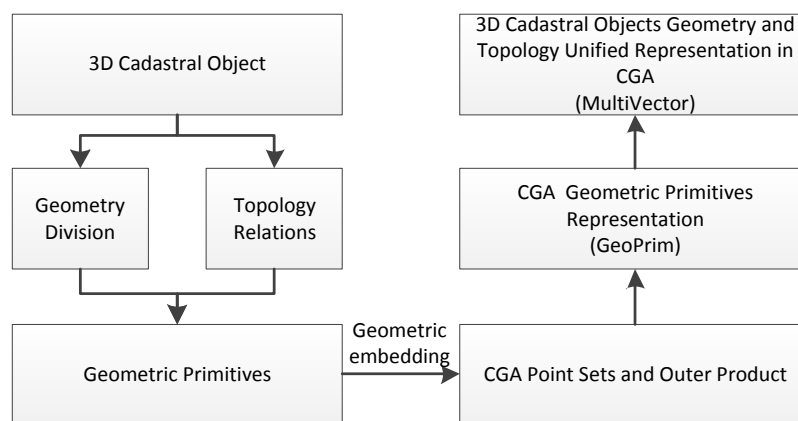 3D Cadastral Object
Geometry
Division
Topology
Relations
Geometric Primitives
Geometric
embedding
CGA Point Sets and Outer Product
CGA  Geometric Primitives
Representation
(GeoPrim)
3D Cadastral Objects Geometry and
Topology Unified Representation in
CGA
(MultiVector)